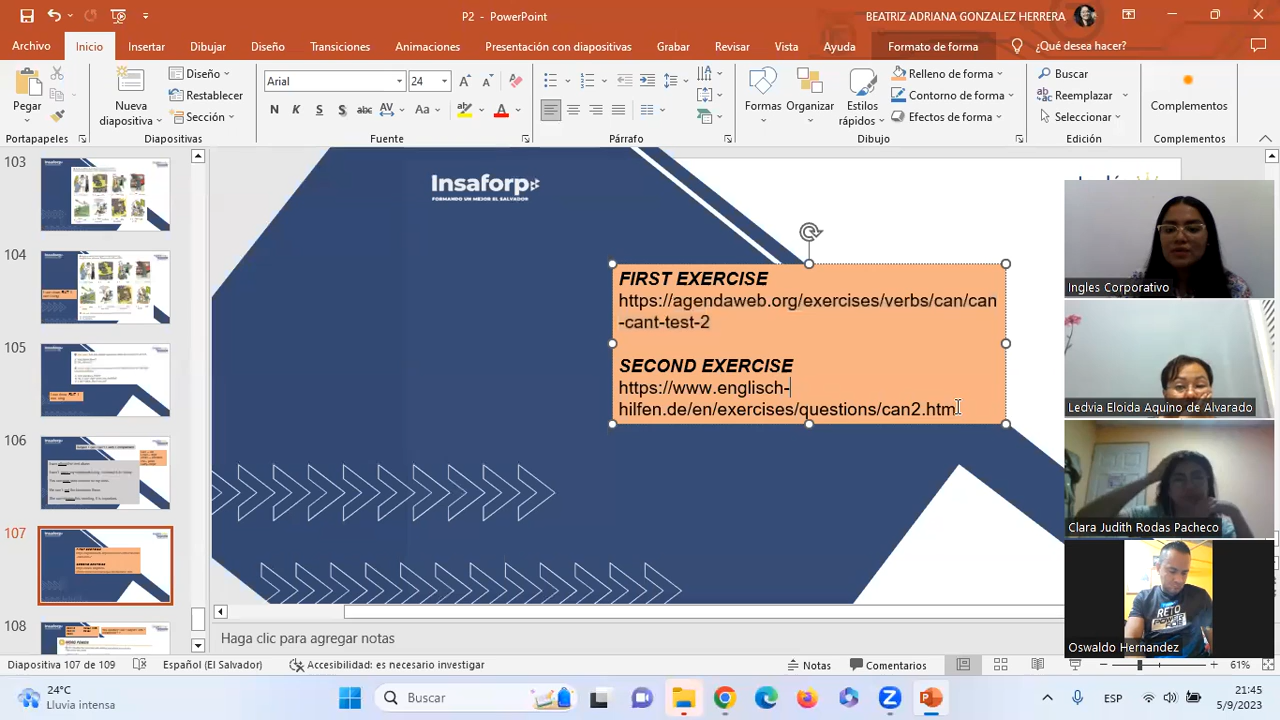 P2 - PowerPoint
BEATRIZ ADRIANA GONZALEZ HERRERA
Archivo
Inicio
Insertar
Dibujar
Diseño
Transiciones
Animaciones
Presentación con diapositivas
Grabar
Revisar
Vista
Ayuda
Formato de forma
¿Qué desea hacer?
Pegar
Nueva
diapositiva
Diseño
Restablecer
Sección
Arial
24
N
K
S
S
abc
AV
Aa
A
Formas
Organizar
Estilos
rápidos
Relleno de forma
Contorno de forma
Efectos de forma
Buscar
Reemplazar
Seleccionar
Complementos
Portapapeles
Diapositivas
Fuente
Párrafo
Dibujo
Edición
Complementos
103
104
105
106
107
108
Insaforp
FORMANDO UN MEJOR EL SALVADOR
FIRST EXERCISE
https://agendaweb.org/exercises/verbs/can/can
-cant-test-2
SECOND EXERCISE
https://www.englisch-
hilfen.de/en/exercises/questions/can2.htm
Ingles Corporativo
Leivia Eloida Aquino de Alvarado
Clara Judith Rodas Pacheco
RETO
Oswaldo Hernandez
Haga clic para agregar notas
Diapositiva 107 de 109
Español (El Salvador)
Accesibilidad: es necesario investigar
Notas
Comentarios
61%
24°C
Lluvia intensa
Buscar
ESP
21:45
5/9/2023